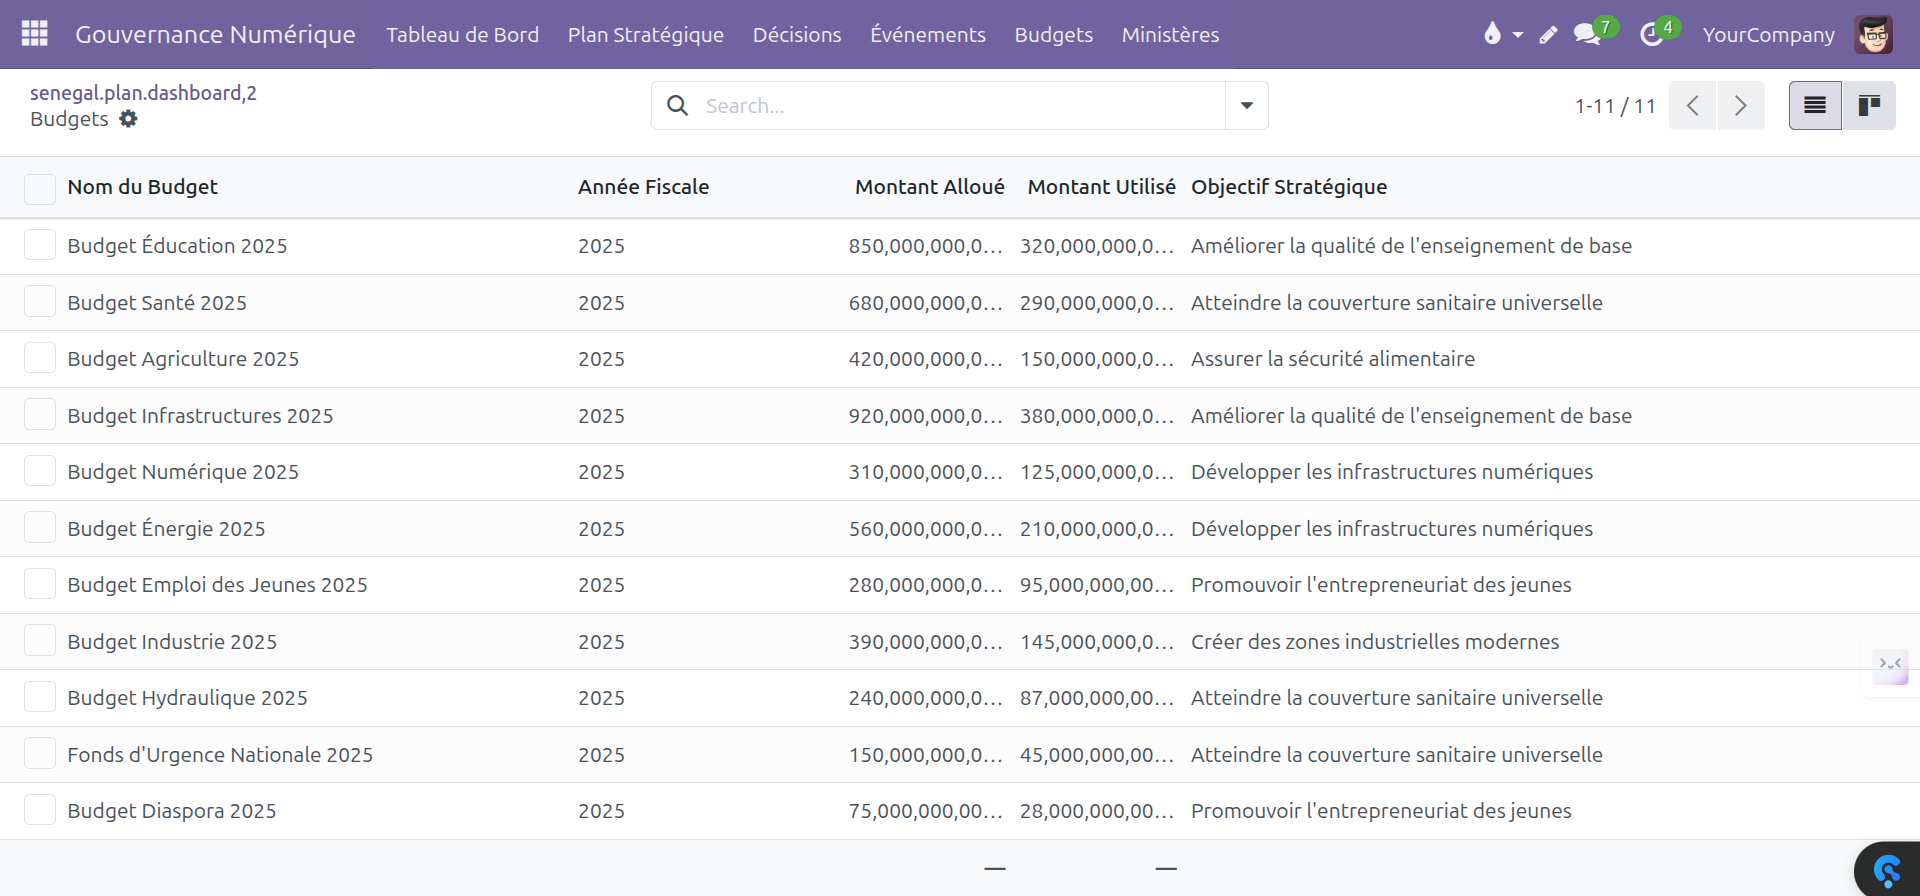 Gouvernance Numérique Tableau de Bord Plan Stratégique Décisions Événements Budgets Ministères 7 4 YourCompany
senegal.plan.dashboard,2
Budgets
Search...
1-11 / 11
Nom du Budget Année Fiscale Montant Alloué Montant Utilisé Objectif Stratégique
Budget Éducation 2025 2025 850,000,000,0... 320,000,000,0... Améliorer la qualité de l'enseignement de base
Budget Santé 2025 2025 680,000,000,0... 290,000,000,0... Atteindre la couverture sanitaire universelle
Budget Agriculture 2025 2025 420,000,000,0... 150,000,000,0... Assurer la sécurité alimentaire
Budget Infrastructures 2025 2025 920,000,000,0... 380,000,000,0... Améliorer la qualité de l'enseignement de base
Budget Numérique 2025 2025 310,000,000,0... 125,000,000,0... Développer les infrastructures numériques
Budget Énergie 2025 2025 560,000,000,0... 210,000,000,0... Développer les infrastructures numériques
Budget Emploi des Jeunes 2025 2025 280,000,000,0... 95,000,000,00... Promouvoir l'entrepreneuriat des jeunes
Budget Industrie 2025 2025 390,000,000,0... 145,000,000,0... Créer des zones industrielles modernes
Budget Hydraulique 2025 2025 240,000,000,0... 87,000,000,00... Atteindre la couverture sanitaire universelle
Fonds d'Urgence Nationale 2025 2025 150,000,000,0... 45,000,000,00... Atteindre la couverture sanitaire universelle
Budget Diaspora 2025 2025 75,000,000,00... 28,000,000,00... Promouvoir l'entrepreneuriat des jeunes
— —